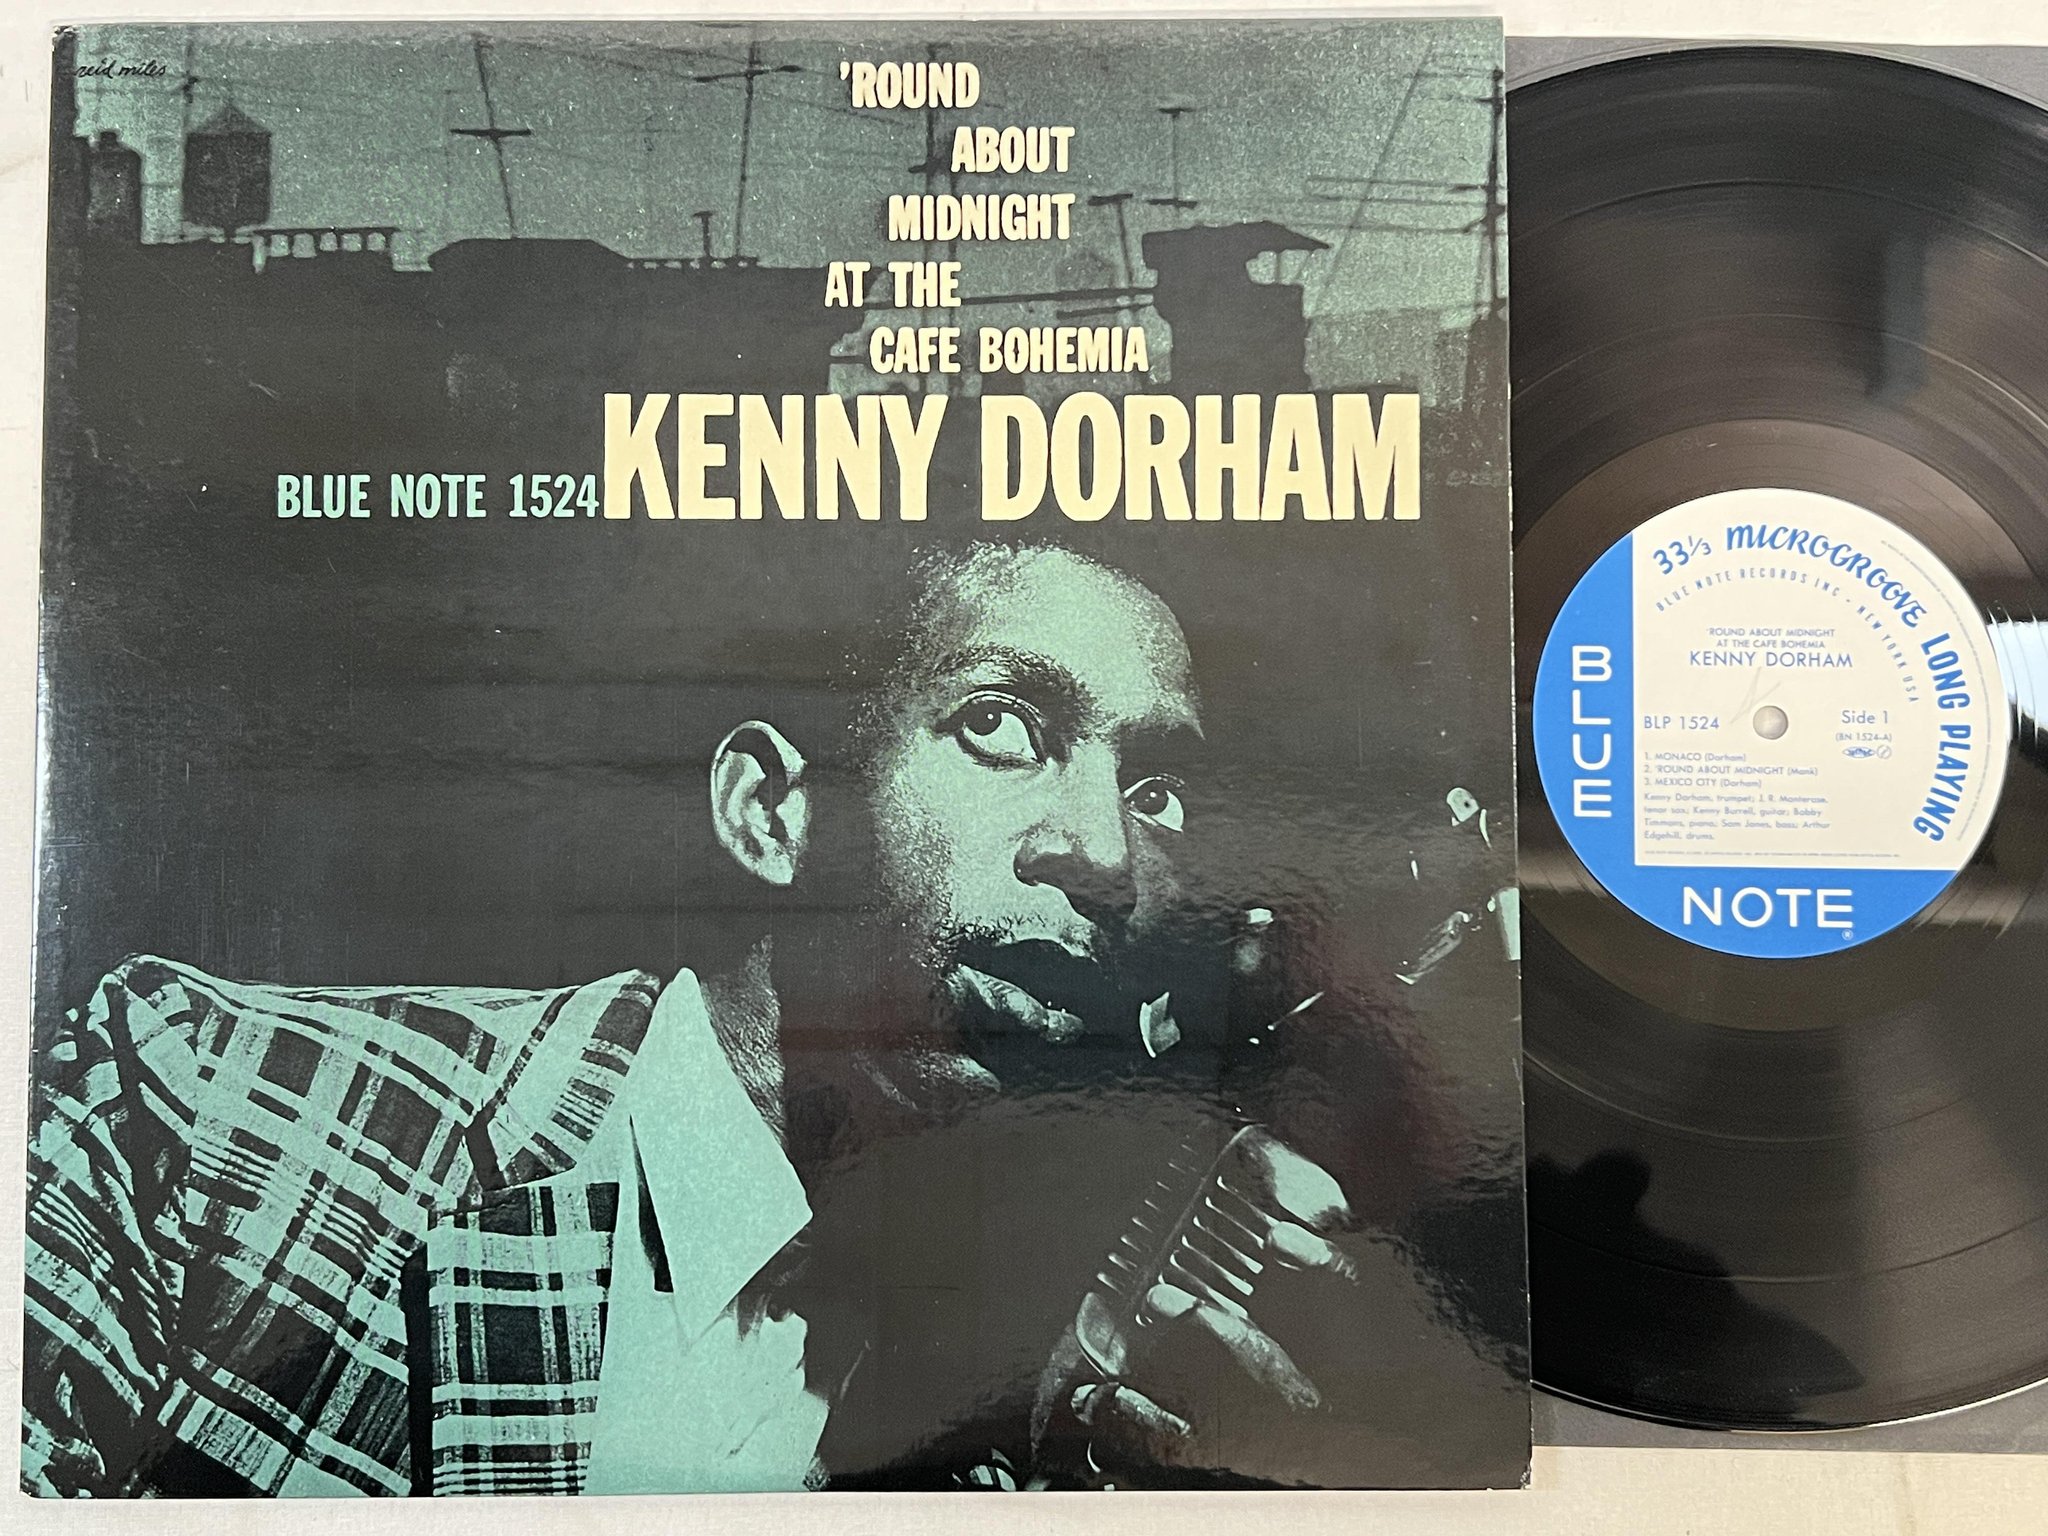 reid miles
'ROUND
ABOUT
MIDNIGHT
AT THE
CAFE BOHEMIA
BLUE NOTE 1524 KENNY DORHAM
33⅓ MICROGROOVE LONG PLAYING
BLUE NOTE RECORDS INC • NEW YORK USA
'ROUND ABOUT MIDNIGHT
AT THE CAFE BOHEMIA
KENNY DORHAM
BLP 1524
Side 1
(BN 1524-A)
1. MONACO (Dorham)
2. 'ROUND ABOUT MIDNIGHT (Monk)
3. MEXICO CITY (Dorham)
Kenny Dorham, trumpet; J. R. Monterose,
tenor sax; Kenny Burrell, guitar; Bobby
Timmons, piano; Sam Jones, bass; Arthur
Edgehill, drums.
BLUE
NOTE
®